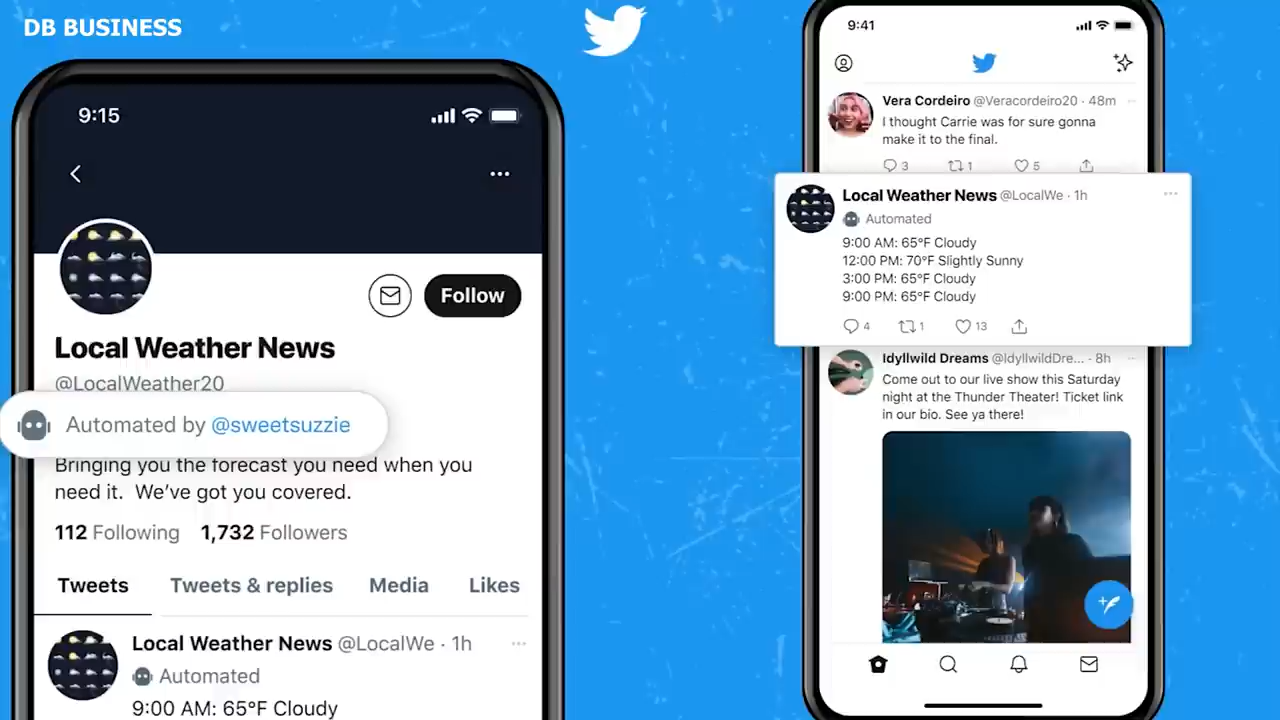 DB BUSINESS
9:15
Follow
Local Weather News
@LocalWeather20
Automated by @sweetsuzzie
Bringing you the forecast you need when you
need it. We've got you covered.
112 Following 1,732 Followers
Tweets Tweets & replies Media Likes
Local Weather News @LocalWe · 1h
Automated
9:00 AM: 65°F Cloudy
9:41
Vera Cordeiro @Veracordeiro20 · 48m
I thought Carrie was for sure gonna
make it to the final.
3 1 5
Local Weather News @LocalWe · 1h
Automated
9:00 AM: 65°F Cloudy
12:00 PM: 70°F Slightly Sunny
3:00 PM: 65°F Cloudy
9:00 PM: 65°F Cloudy
4 1 13
Idyllwild Dreams @IdyllwildDre... · 8h
Come out to our live show this Saturday
night at the Thunder Theater! Ticket link
in our bio. See ya there!